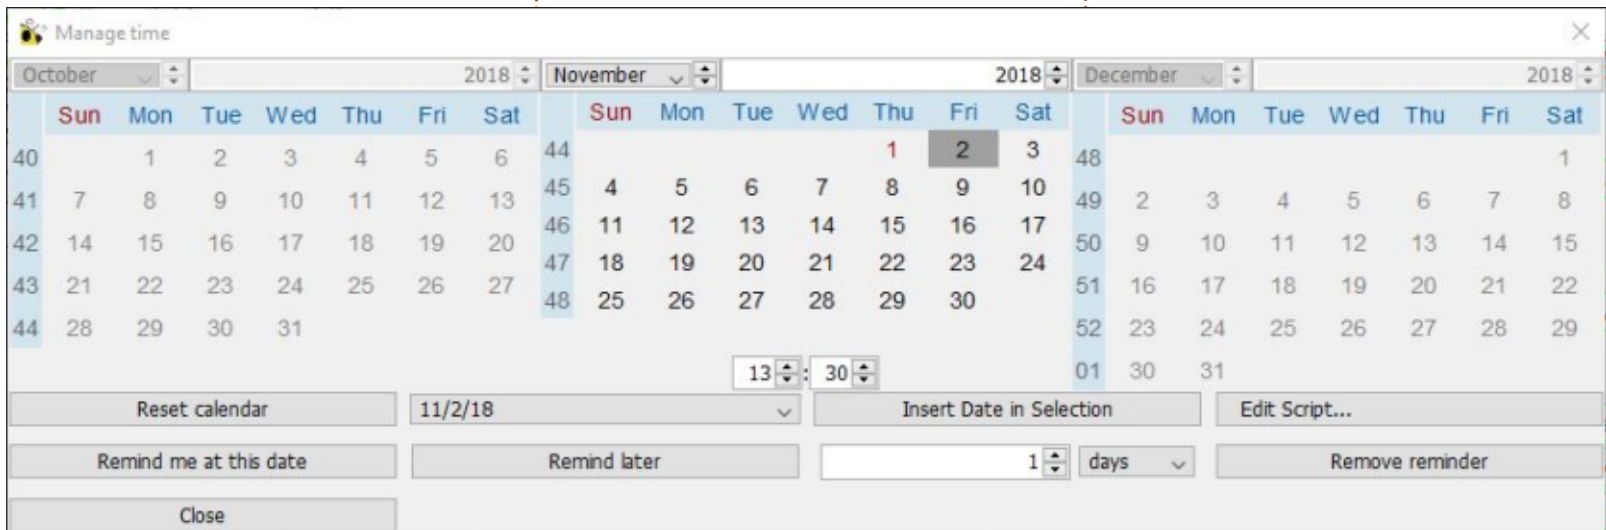 Manage time
October 2018 November 2018 December 2018
Sun Mon Tue Wed Thu Fri Sat
40 1 2 3 4 5 6
41 7 8 9 10 11 12 13
42 14 15 16 17 18 19 20
43 21 22 23 24 25 26 27
44 28 29 30 31
Sun Mon Tue Wed Thu Fri Sat
44 1 2 3
45 4 5 6 7 8 9 10
46 11 12 13 14 15 16 17
47 18 19 20 21 22 23 24
48 25 26 27 28 29 30
Sun Mon Tue Wed Thu Fri Sat
48 1
49 2 3 4 5 6 7 8
50 9 10 11 12 13 14 15
51 16 17 18 19 20 21 22
52 23 24 25 26 27 28 29
01 30 31
13 : 30
Reset calendar 11/2/18 Insert Date in Selection Edit Script...
Remind me at this date Remind later 1 days Remove reminder
Close